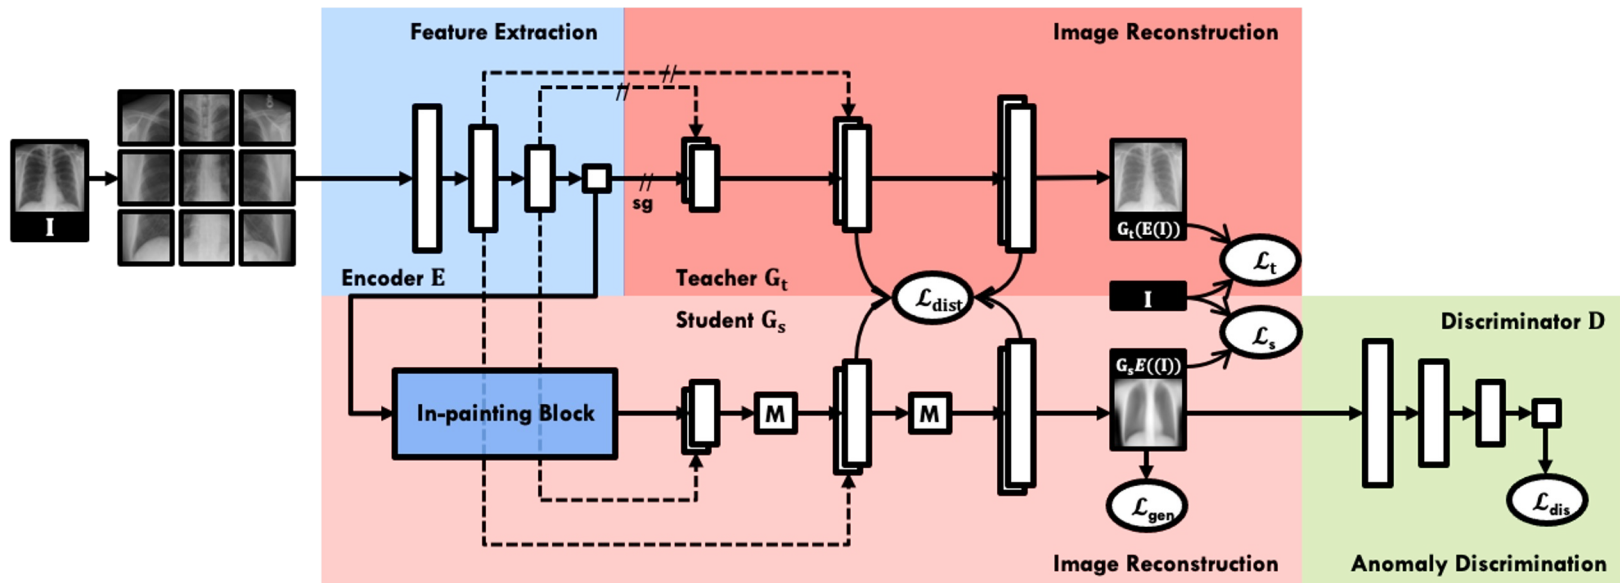 Feature Extraction
Image Reconstruction
//
//
//
sg
I
Encoder E
Teacher Gₜ
Gₜ(E(I))
ℒₜ
ℒdist
I
Student Gₛ
ℒₛ
Discriminator D
GₛE((I))
In-painting Block
M
M
ℒgen
ℒdis
Image Reconstruction
Anomaly Discrimination